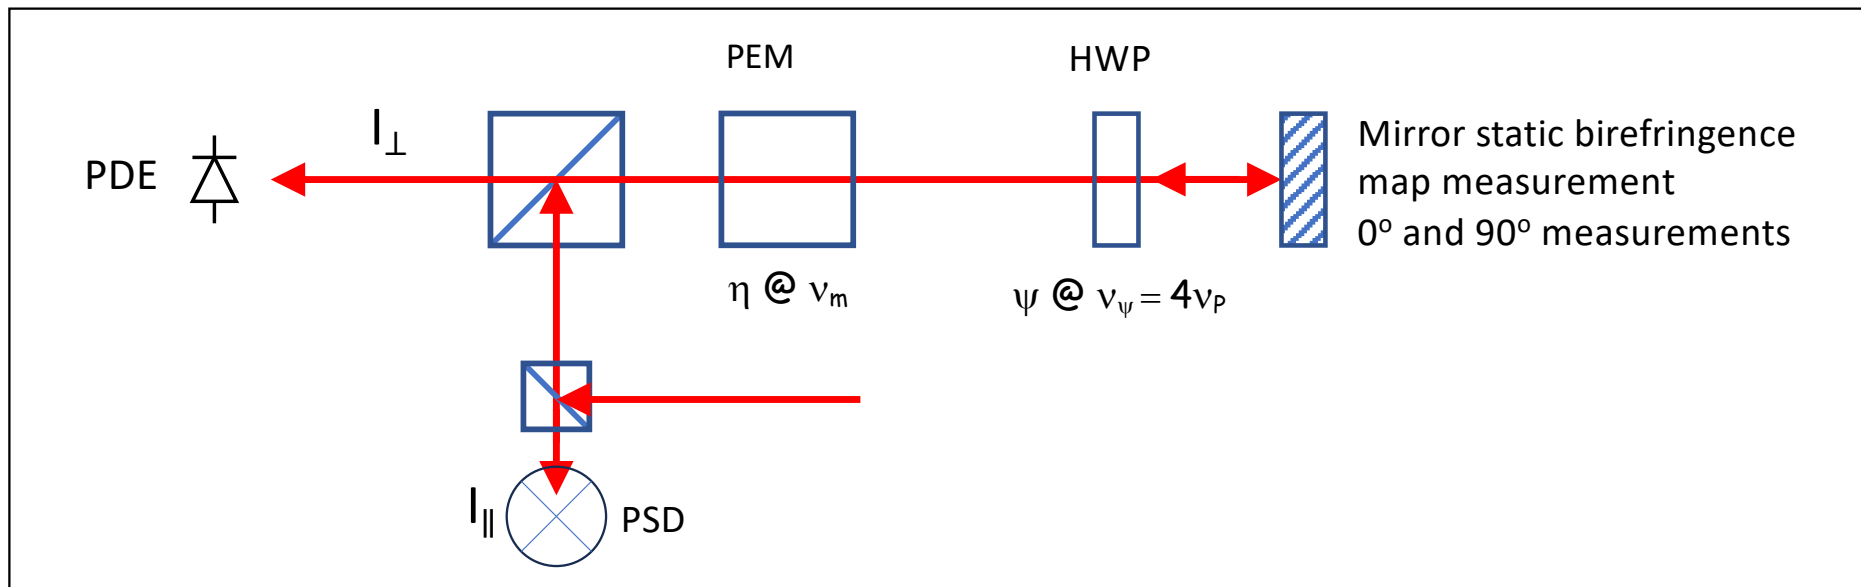 PEM
HWP
I⊥
PDE
Mirror static birefringence
map measurement
0º and 90º measurements
η @ νm
ψ @ νψ = 4νP
I||
PSD